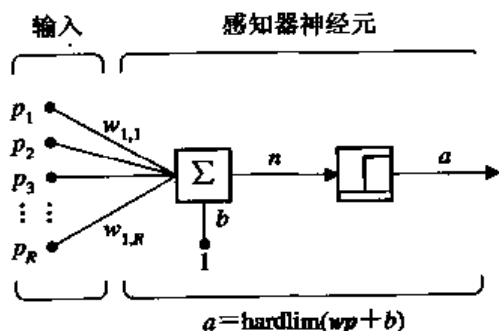 输入 感知器神经元
p1
w1,1
p2
p3
Σ n a
⋮ ⋮
b
w1,R
pR
1
a=hardlim(wp+b)